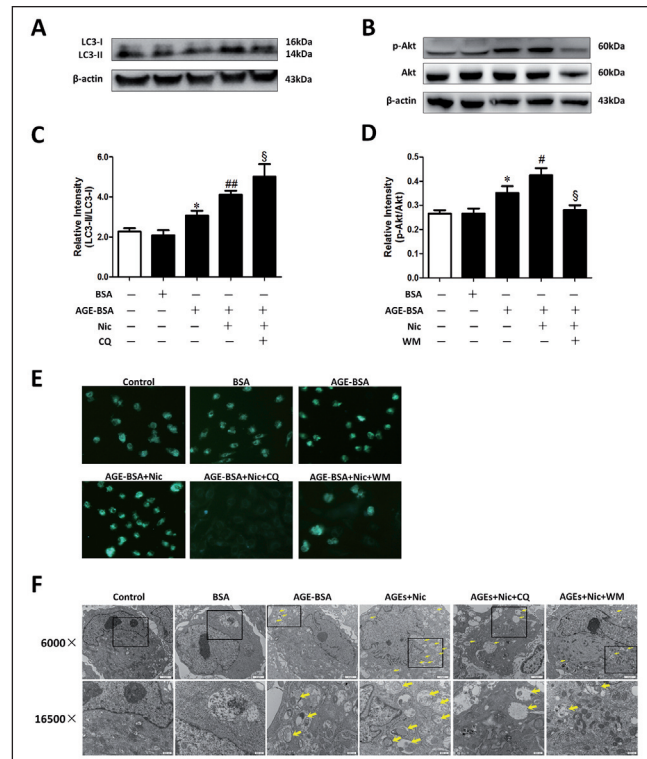 A
LC3-I 16kDa
LC3-II 14kDa
β-actin 43kDa
B
p-Akt 60kDa
Akt 60kDa
β-actin 43kDa
C
Relative Intensity
(LC3-II/LC3-I)
6.0
4.0
2.0
0.0
* ## §
BSA − + − − −
AGE-BSA − − + + +
Nic − − − + +
CQ − − − − +
D
Relative Intensity
(p-Akt/Akt)
0.5
0.4
0.3
0.2
0.1
0.0
* # §
BSA − + − − −
AGE-BSA − − + + +
Nic − − − + +
WM − − − − +
E
Control BSA AGE-BSA
AGE-BSA+Nic AGE-BSA+Nic+CQ AGE-BSA+Nic+WM
F
Control BSA AGE-BSA AGEs+Nic AGEs+Nic+CQ AGEs+Nic+WM
6000×
16500×